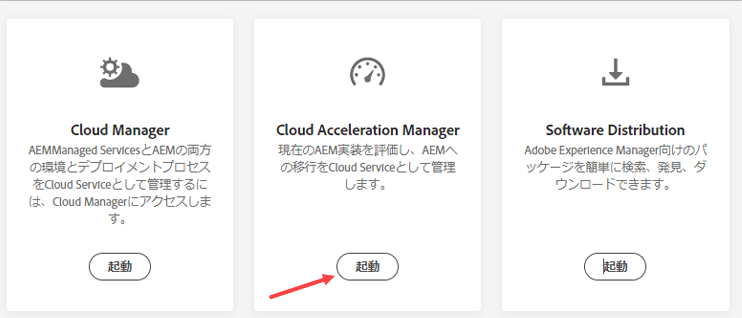 Cloud Manager
AEMManaged ServicesとAEMの両方
の環境とデプロイメントプロセス
をCloud Serviceとして管理するに
は、Cloud Managerにアクセスしま
す。
起動
Cloud Acceleration Manager
現在のAEM実装を評価し、AEMへ
の移行をCloud Serviceとして管理
します。
起動
Software Distribution
Adobe Experience Manager向けのパ
ッケージを簡単に検索、発見、ダ
ウンロードできます。
起動